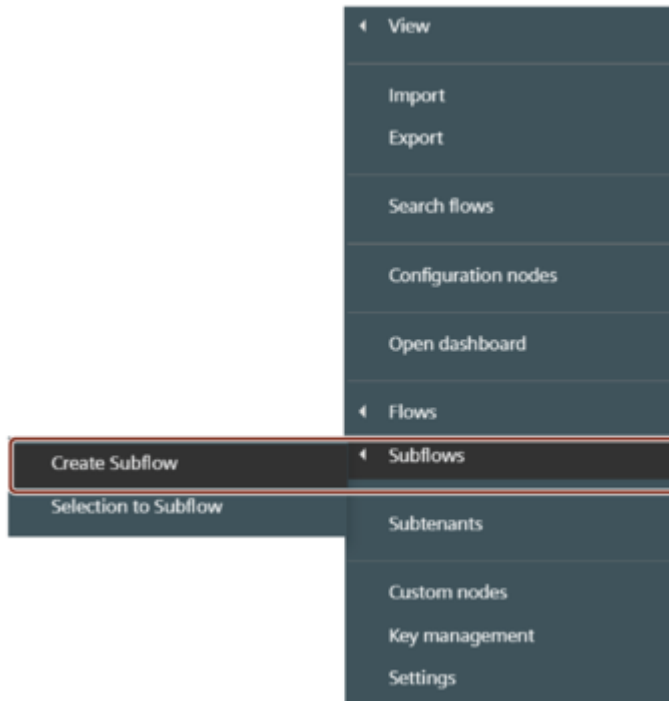 View
Import
Export
Search flows
Configuration nodes
Open dashboard
Flows
Subflows
Create Subflow
Selection to Subflow
Subtenants
Custom nodes
Key management
Settings